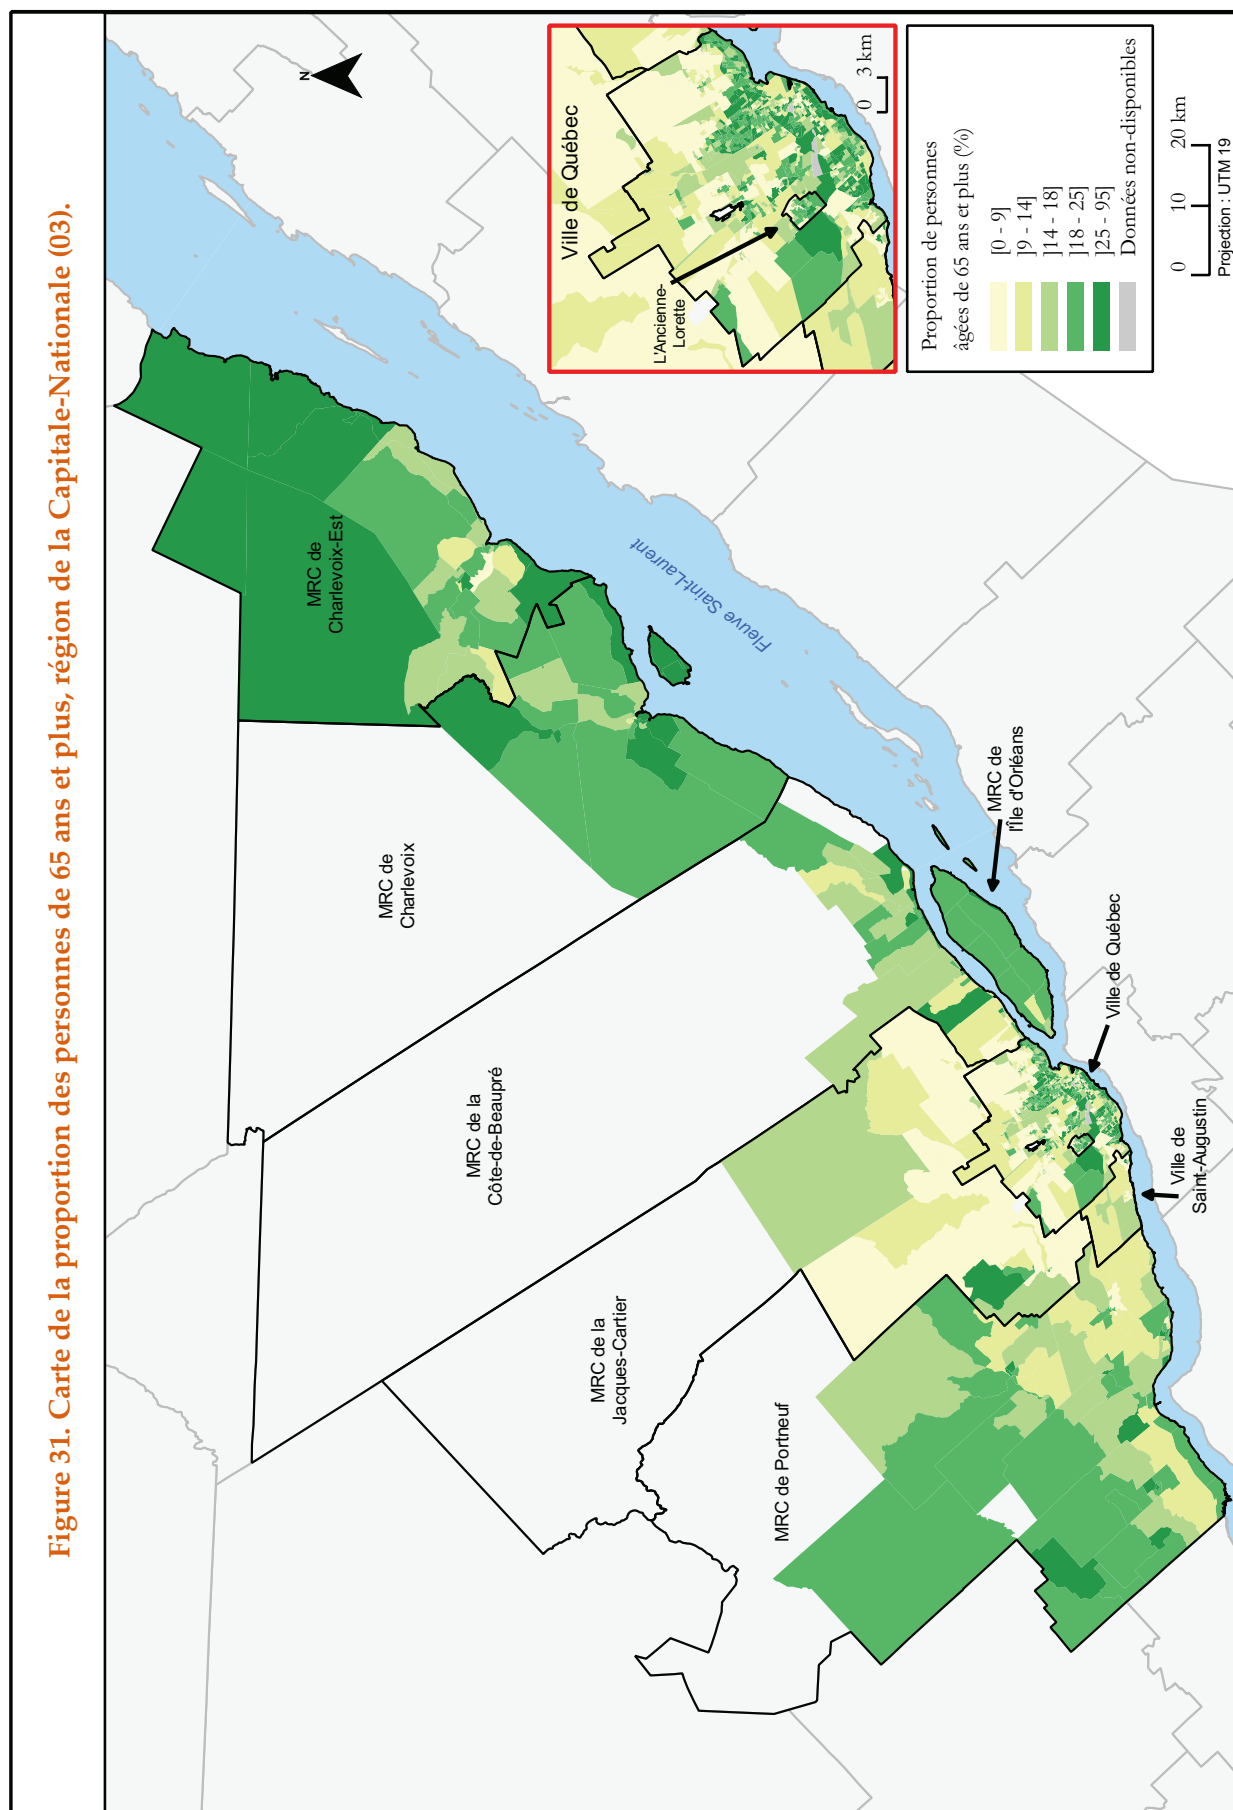 Figure 31. Carte de la proportion des personnes de 65 ans et plus, région de la Capitale-Nationale (03).
N
MRC de
Charlevoix-Est
MRC de
Charlevoix
MRC de la
Côte-de-Beaupré
MRC de la
Jacques-Cartier
MRC de Portneuf
Fleuve Saint-Laurent
MRC de
l'Île d'Orléans
Ville de Québec
Ville de
Saint-Augustin
Ville de Québec
L'Ancienne-
Lorette
0 3 km
Proportion de personnes
âgées de 65 ans et plus (%)
[0 - 9]
]9 - 14]
]14 - 18]
]18 - 25]
]25 - 95]
Données non-disponibles
0 10 20 km
Projection : UTM 19